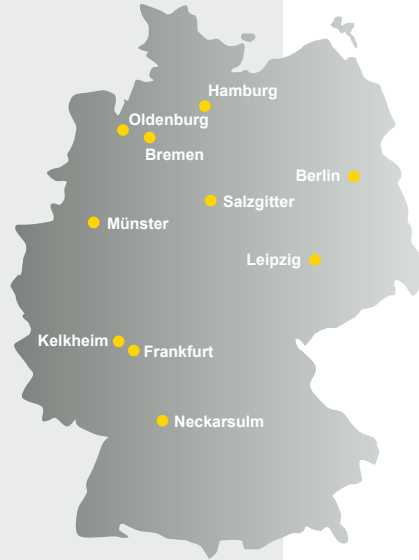 Hamburg
Oldenburg
Bremen
Berlin
Salzgitter
Münster
Leipzig
Kelkheim
Frankfurt
Neckarsulm